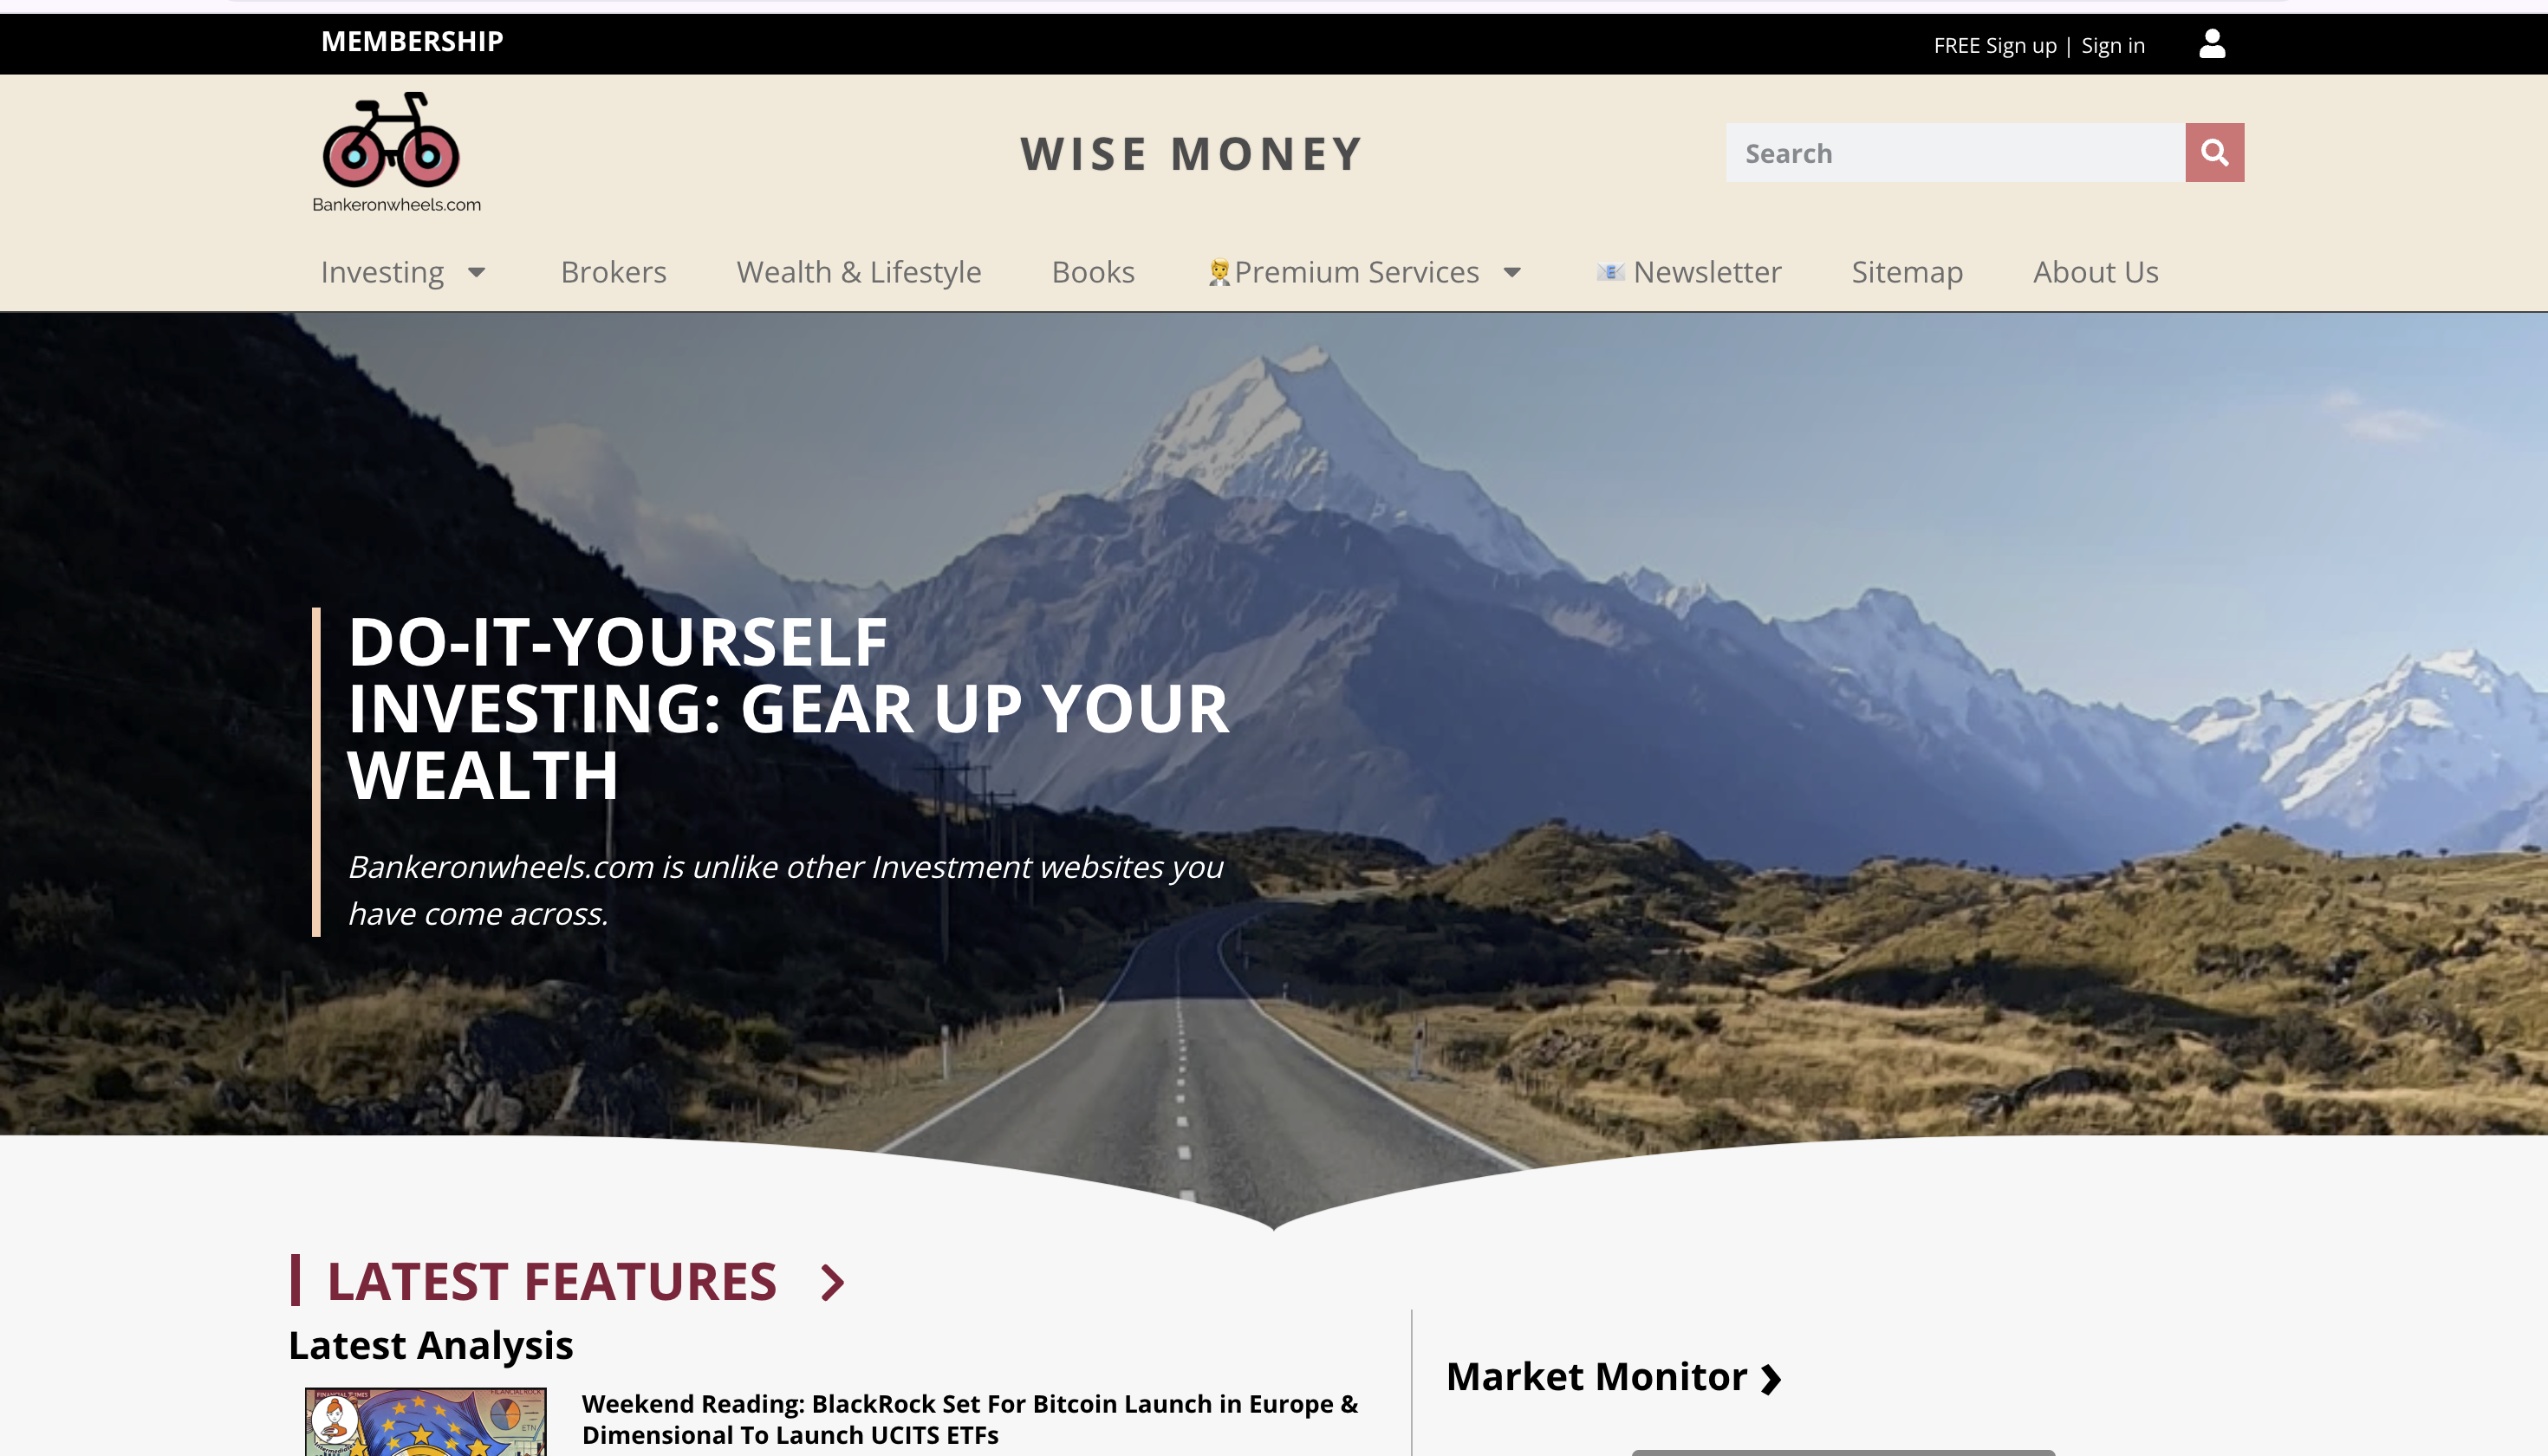 MEMBERSHIP
FREE Sign up | Sign in
Bankeronwheels.com
WISE MONEY
Search
Investing
Brokers
Wealth & Lifestyle
Books
Premium Services
Newsletter
Sitemap
About Us
DO-IT-YOURSELF
INVESTING: GEAR UP YOUR
WEALTH
Bankeronwheels.com is unlike other Investment websites you
have come across.
LATEST FEATURES
Latest Analysis
Market Monitor
Weekend Reading: BlackRock Set For Bitcoin Launch in Europe &
Dimensional To Launch UCITS ETFs
ETN